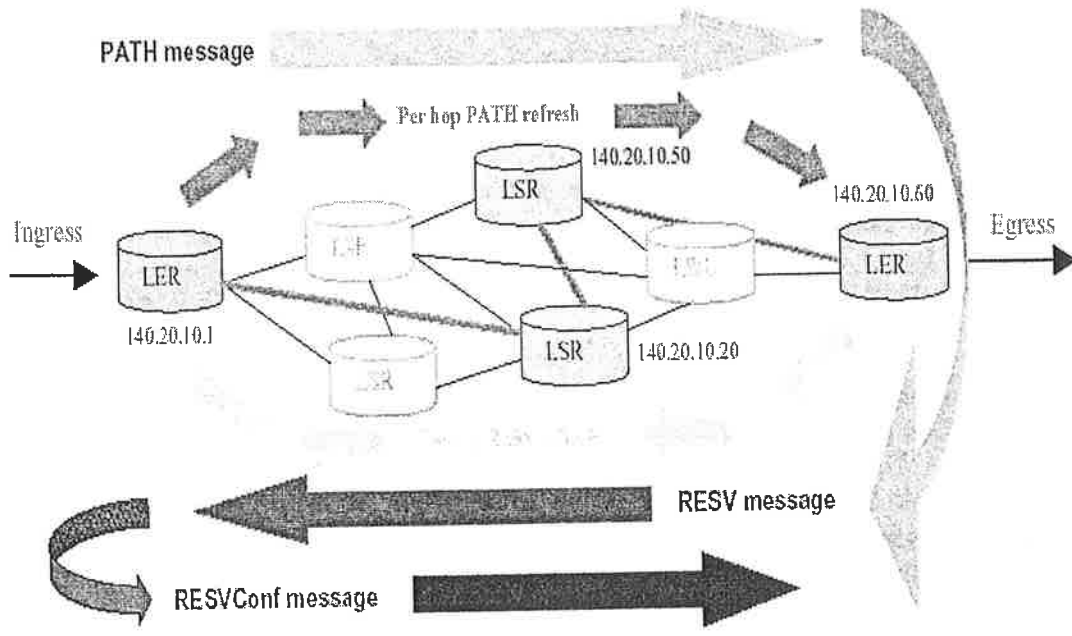 PATH message
Per hop PATH refresh
140.20.10.50
LSR
140.20.10.60
Ingress
LSR
Egress
LER
LER
140.20.10.1
LSR
140.20.10.20
LSR
RESV message
RESVConf message